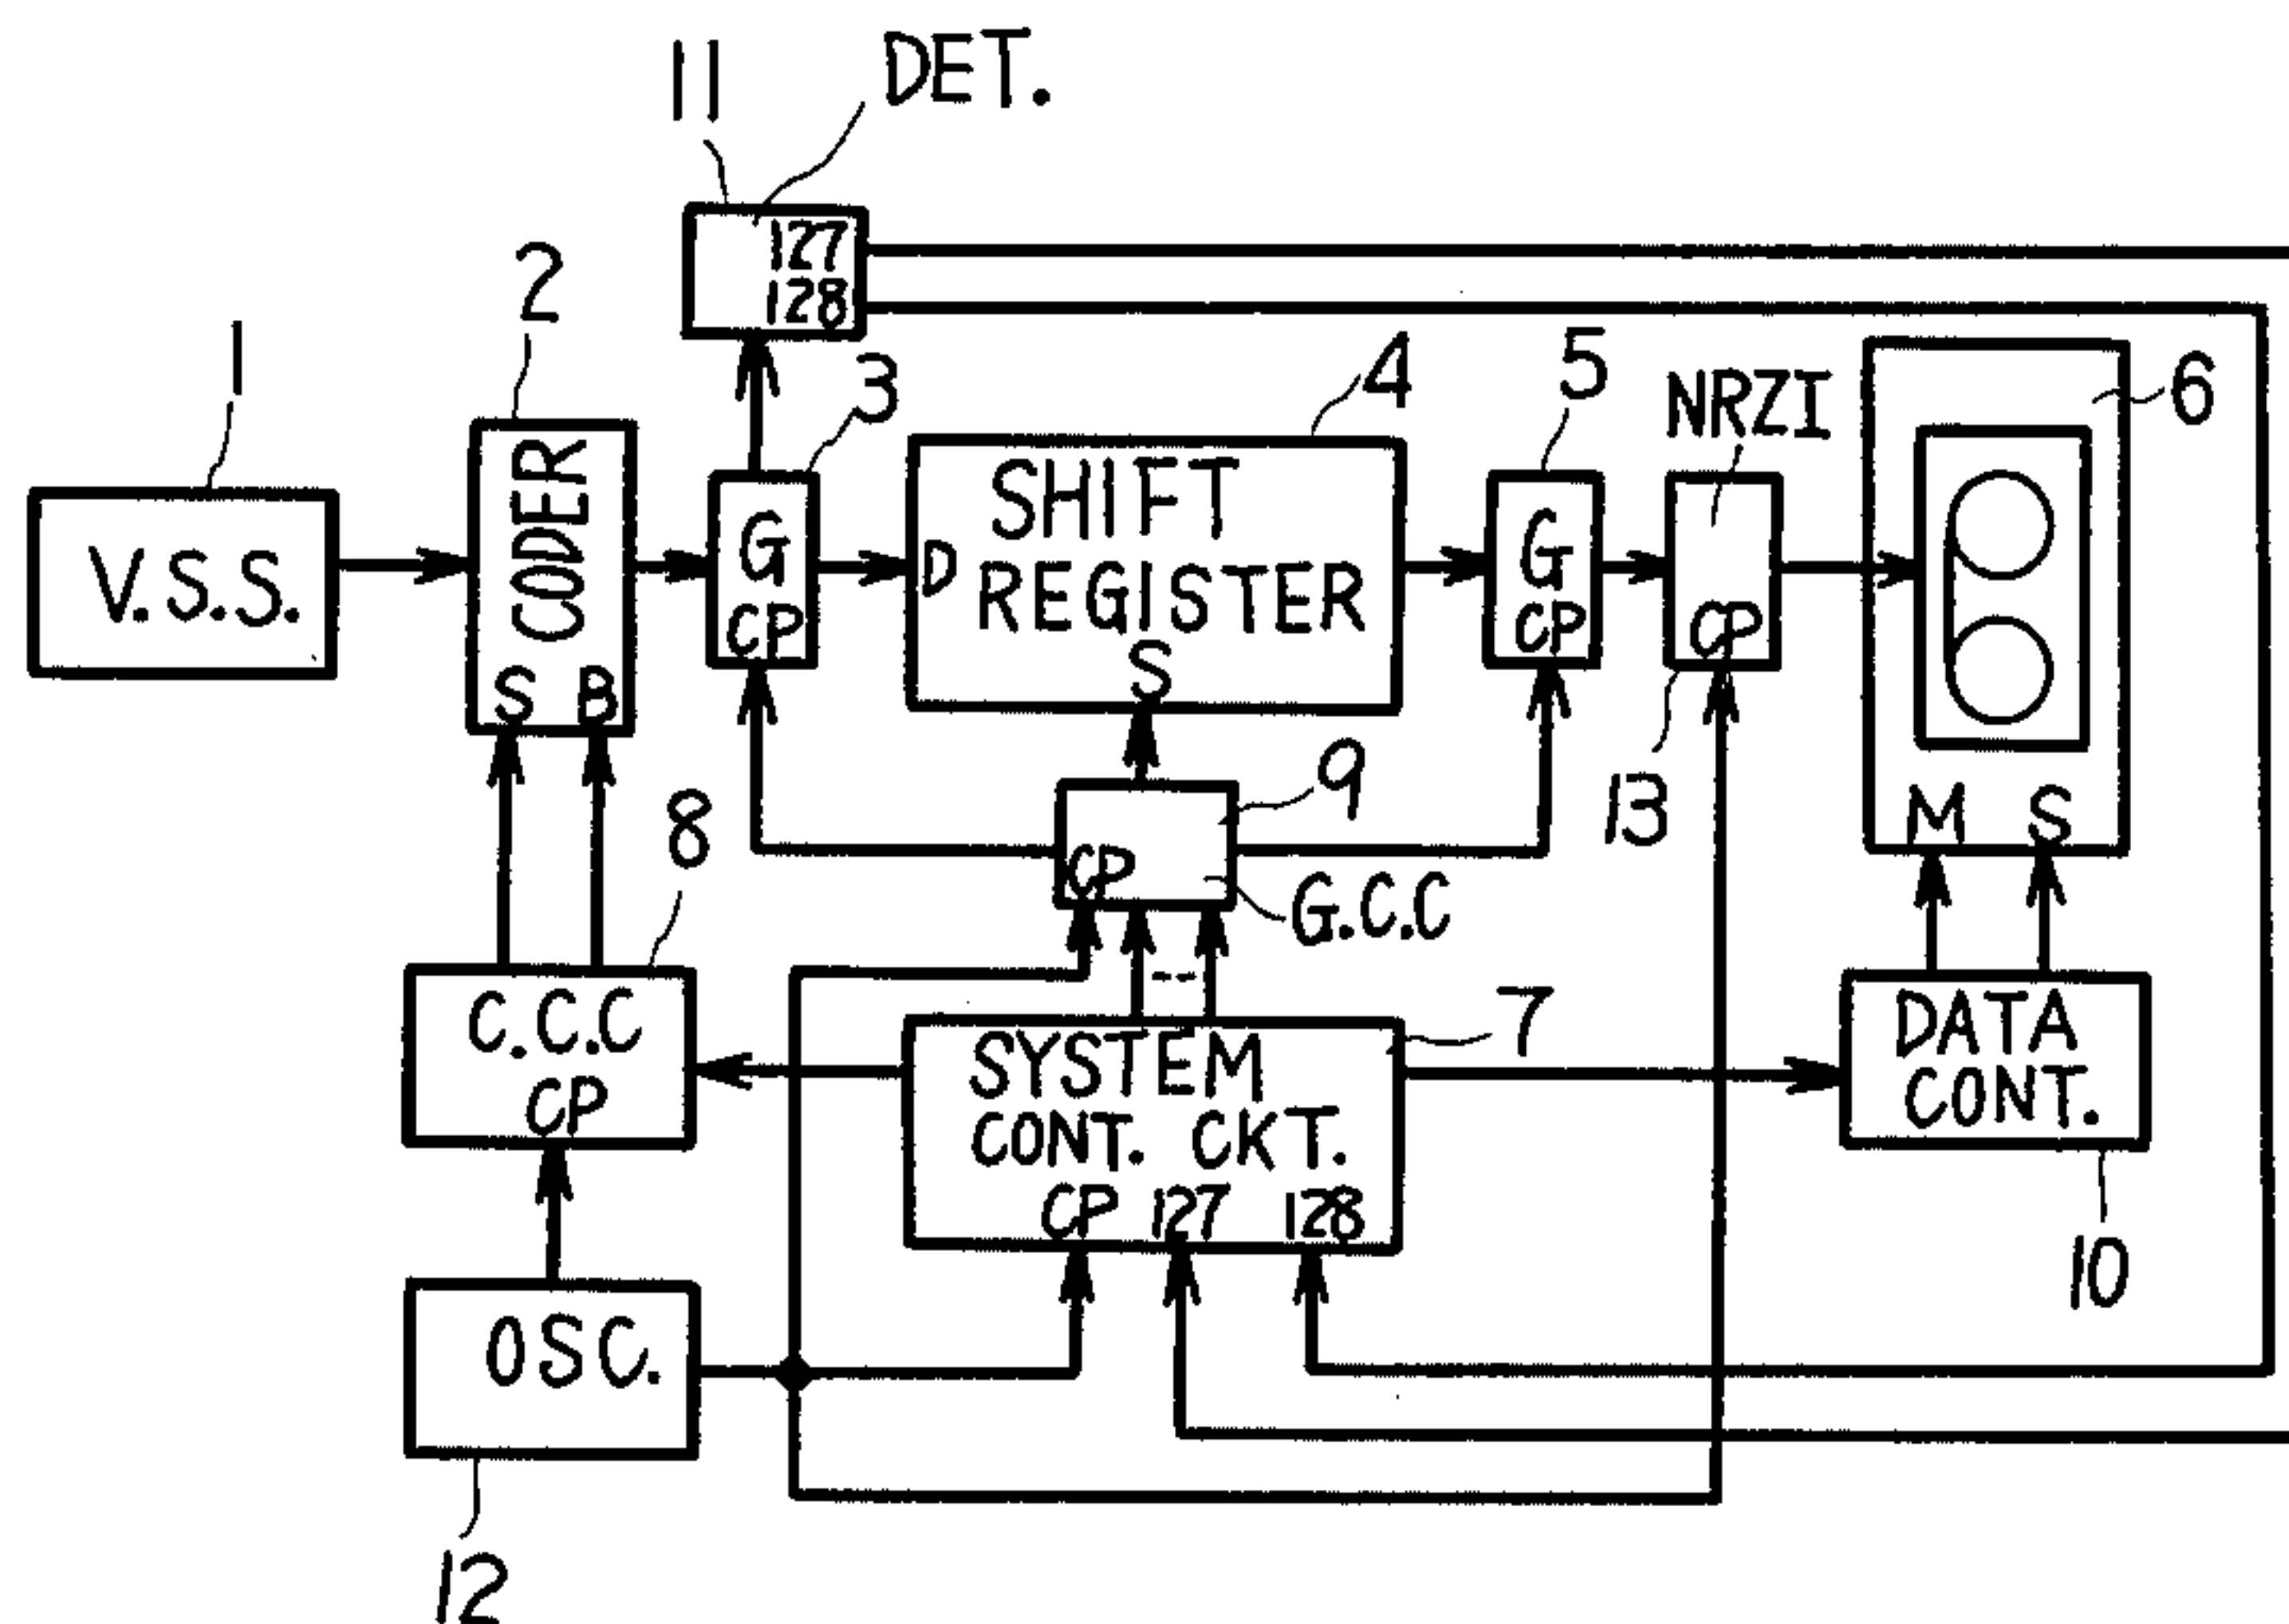 11
DET.
127
128
2
1
3
4
5
NRZI
6
V.S.S.
CODER
S B
G
CP
SHIFT
D REGISTER
S
G
CP
CP
13
M S
8
9
CP
G.C.C
C.C.C
CP
7
SYSTEM
CONT. CKT.
CP 127 128
DATA
CONT.
10
OSC.
12